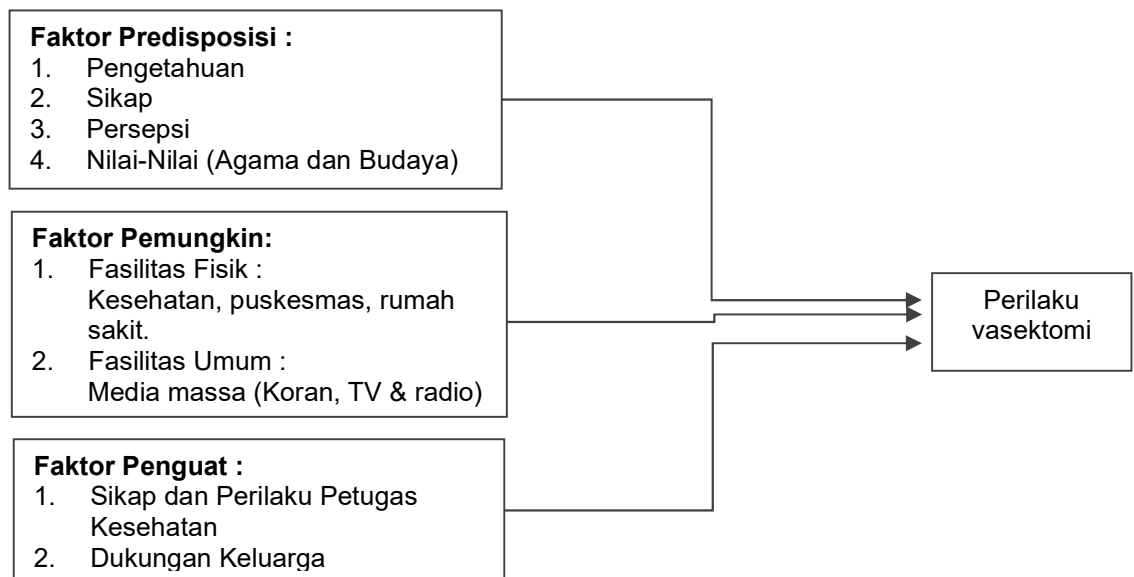 Faktor Predisposisi :
1. Pengetahuan
2. Sikap
3. Persepsi
4. Nilai-Nilai (Agama dan Budaya)
Faktor Pemungkin:
1. Fasilitas Fisik :
Kesehatan, puskesmas, rumah
sakit.
2. Fasilitas Umum :
Media massa (Koran, TV & radio)
Perilaku
vasektomi
Faktor Penguat :
1. Sikap dan Perilaku Petugas
Kesehatan
2. Dukungan Keluarga